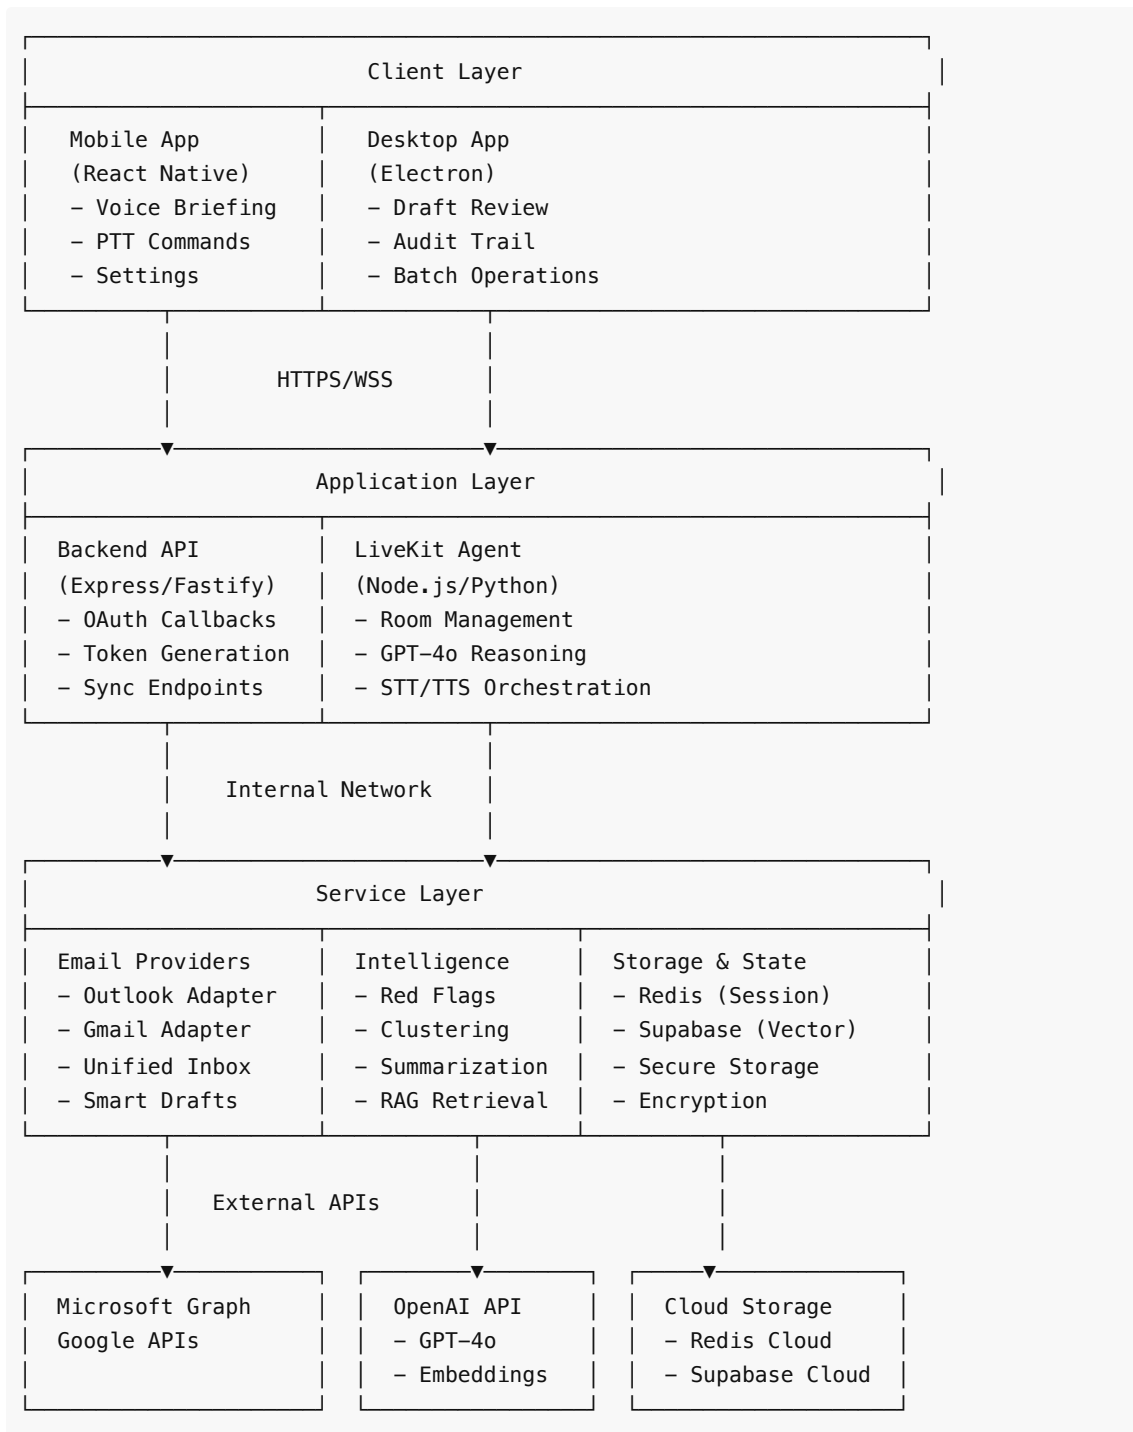 Client Layer
Mobile App Desktop App
(React Native) (Electron)
- Voice Briefing - Draft Review
- PTT Commands - Audit Trail
- Settings - Batch Operations
HTTPS/WSS
Application Layer
Backend API LiveKit Agent
(Express/Fastify) (Node.js/Python)
- OAuth Callbacks - Room Management
- Token Generation - GPT-4o Reasoning
- Sync Endpoints - STT/TTS Orchestration
Internal Network
Service Layer
Email Providers Intelligence Storage & State
- Outlook Adapter - Red Flags - Redis (Session)
- Gmail Adapter - Clustering - Supabase (Vector)
- Unified Inbox - Summarization - Secure Storage
- Smart Drafts - RAG Retrieval - Encryption
External APIs
Microsoft Graph OpenAI API Cloud Storage
Google APIs - GPT-4o - Redis Cloud
- Embeddings - Supabase Cloud